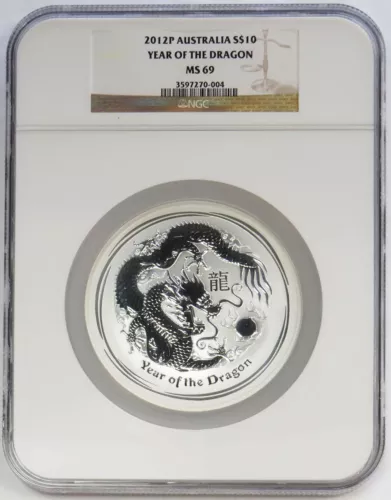 2012P AUSTRALIA S$10
YEAR OF THE DRAGON
MS 69
3597270-004
NGC
龍
Year of the Dragon